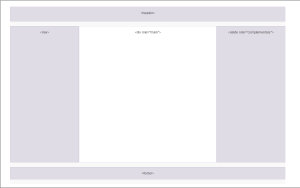 <header>
<nav>
<div role="main">
<aside role="complementary">
<footer>